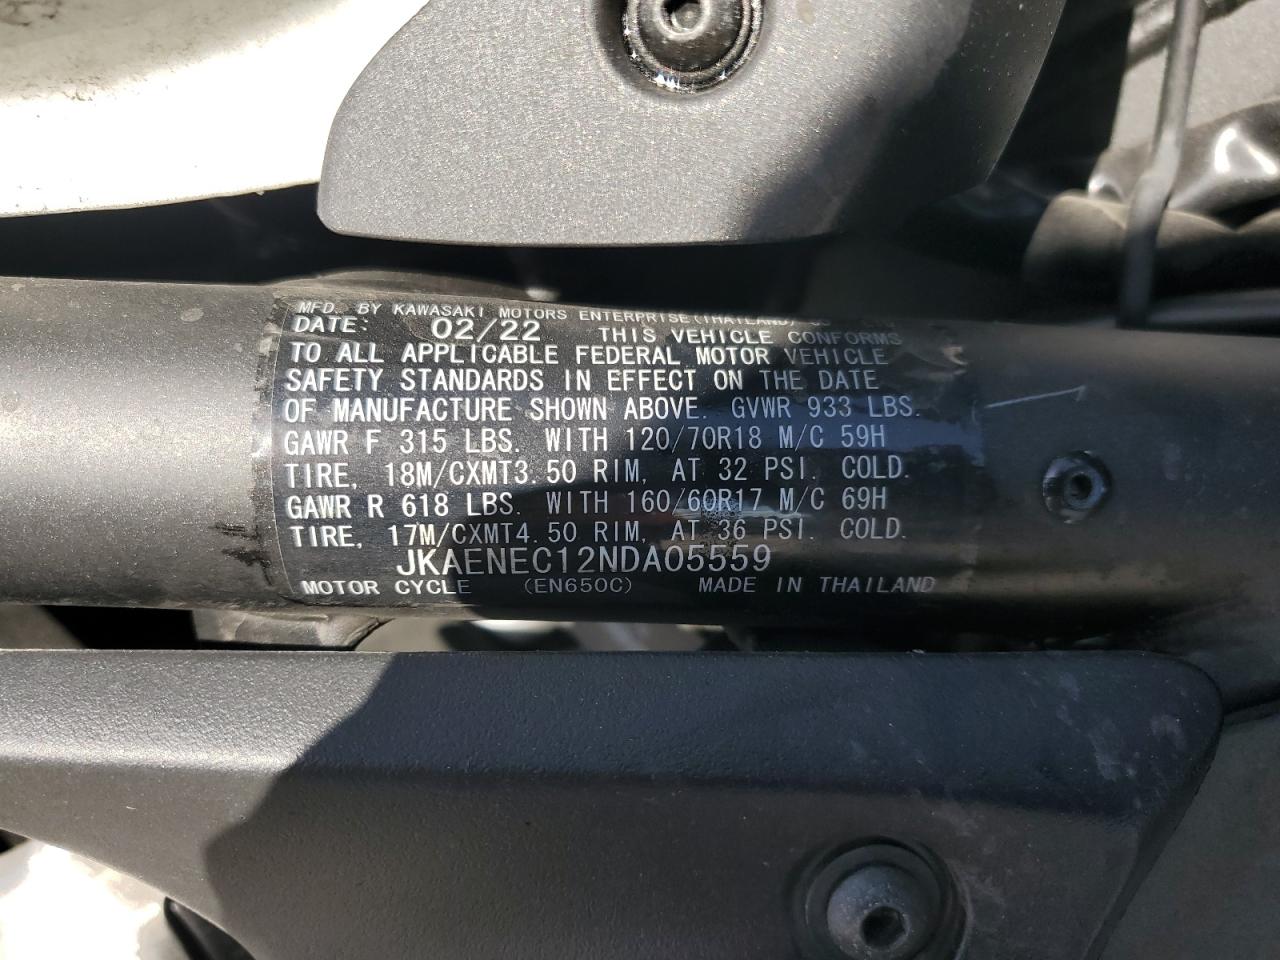 MFD. BY KAWASAKI MOTORS ENTERPRISE(THAILAND)
DATE: 02/22 THIS VEHICLE CONFORMS
TO ALL APPLICABLE FEDERAL MOTOR VEHICLE
SAFETY STANDARDS IN EFFECT ON THE DATE
OF MANUFACTURE SHOWN ABOVE. GVWR 933 LBS.
GAWR F 315 LBS. WITH 120/70R18 M/C 59H
TIRE, 18M/CXMT3.50 RIM, AT 32 PSI. COLD.
GAWR R 618 LBS. WITH 160/60R17 M/C 69H
TIRE, 17M/CXMT4.50 RIM, AT 36 PSI. COLD.
JKAENEC12NDA05559
MOTOR CYCLE (EN650C) MADE IN THAILAND